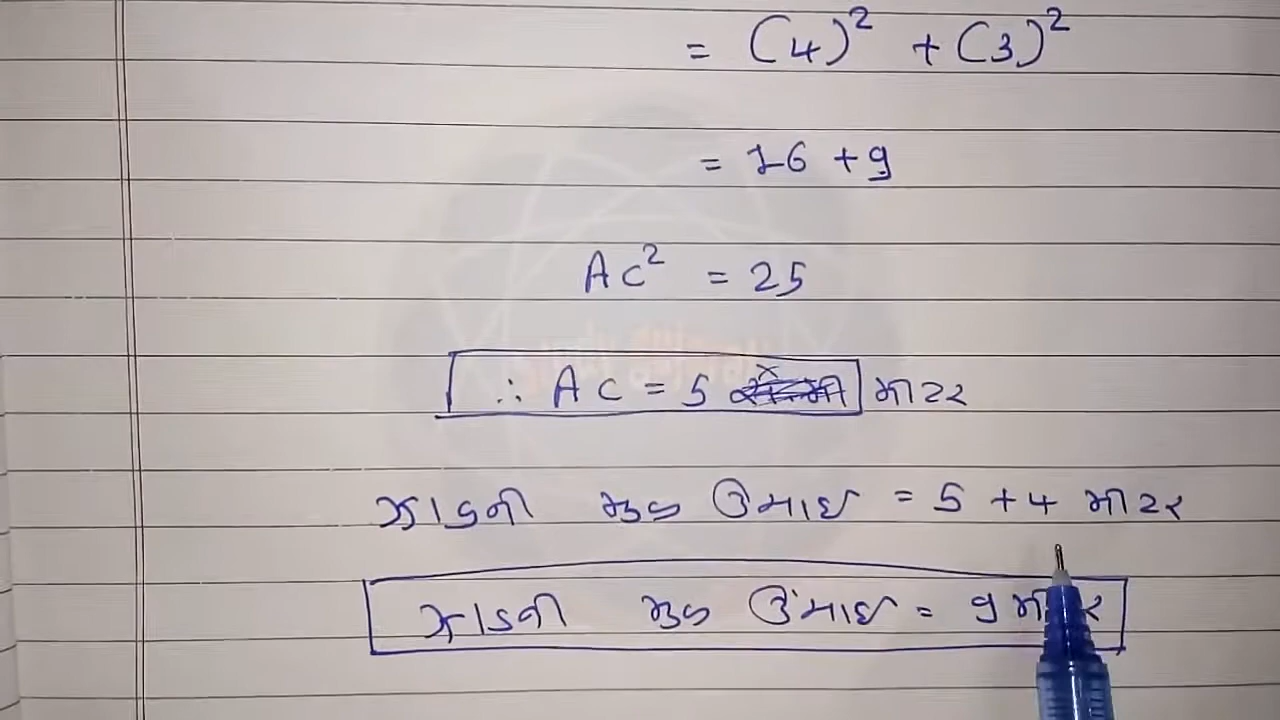 = (4)² + (3)²
= 16 + 9
AC² = 25
∴ AC = 5 મીટર
ઝાડની મુળ ઉંચાઈ = 5 + 4 મીટર
ઝાડની મુળ ઉંચાઈ = 9 મીટર